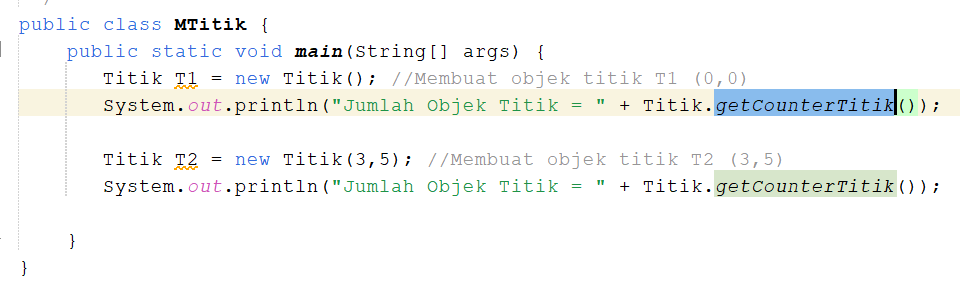 /
public class MTitik {
public static void main(String[] args) {
Titik T1 = new Titik(); //Membuat objek titik T1 (0,0)
System.out.println("Jumlah Objek Titik = " + Titik.getCounterTitik());
Titik T2 = new Titik(3,5); //Membuat objek titik T2 (3,5)
System.out.println("Jumlah Objek Titik = " + Titik.getCounterTitik());
}
}